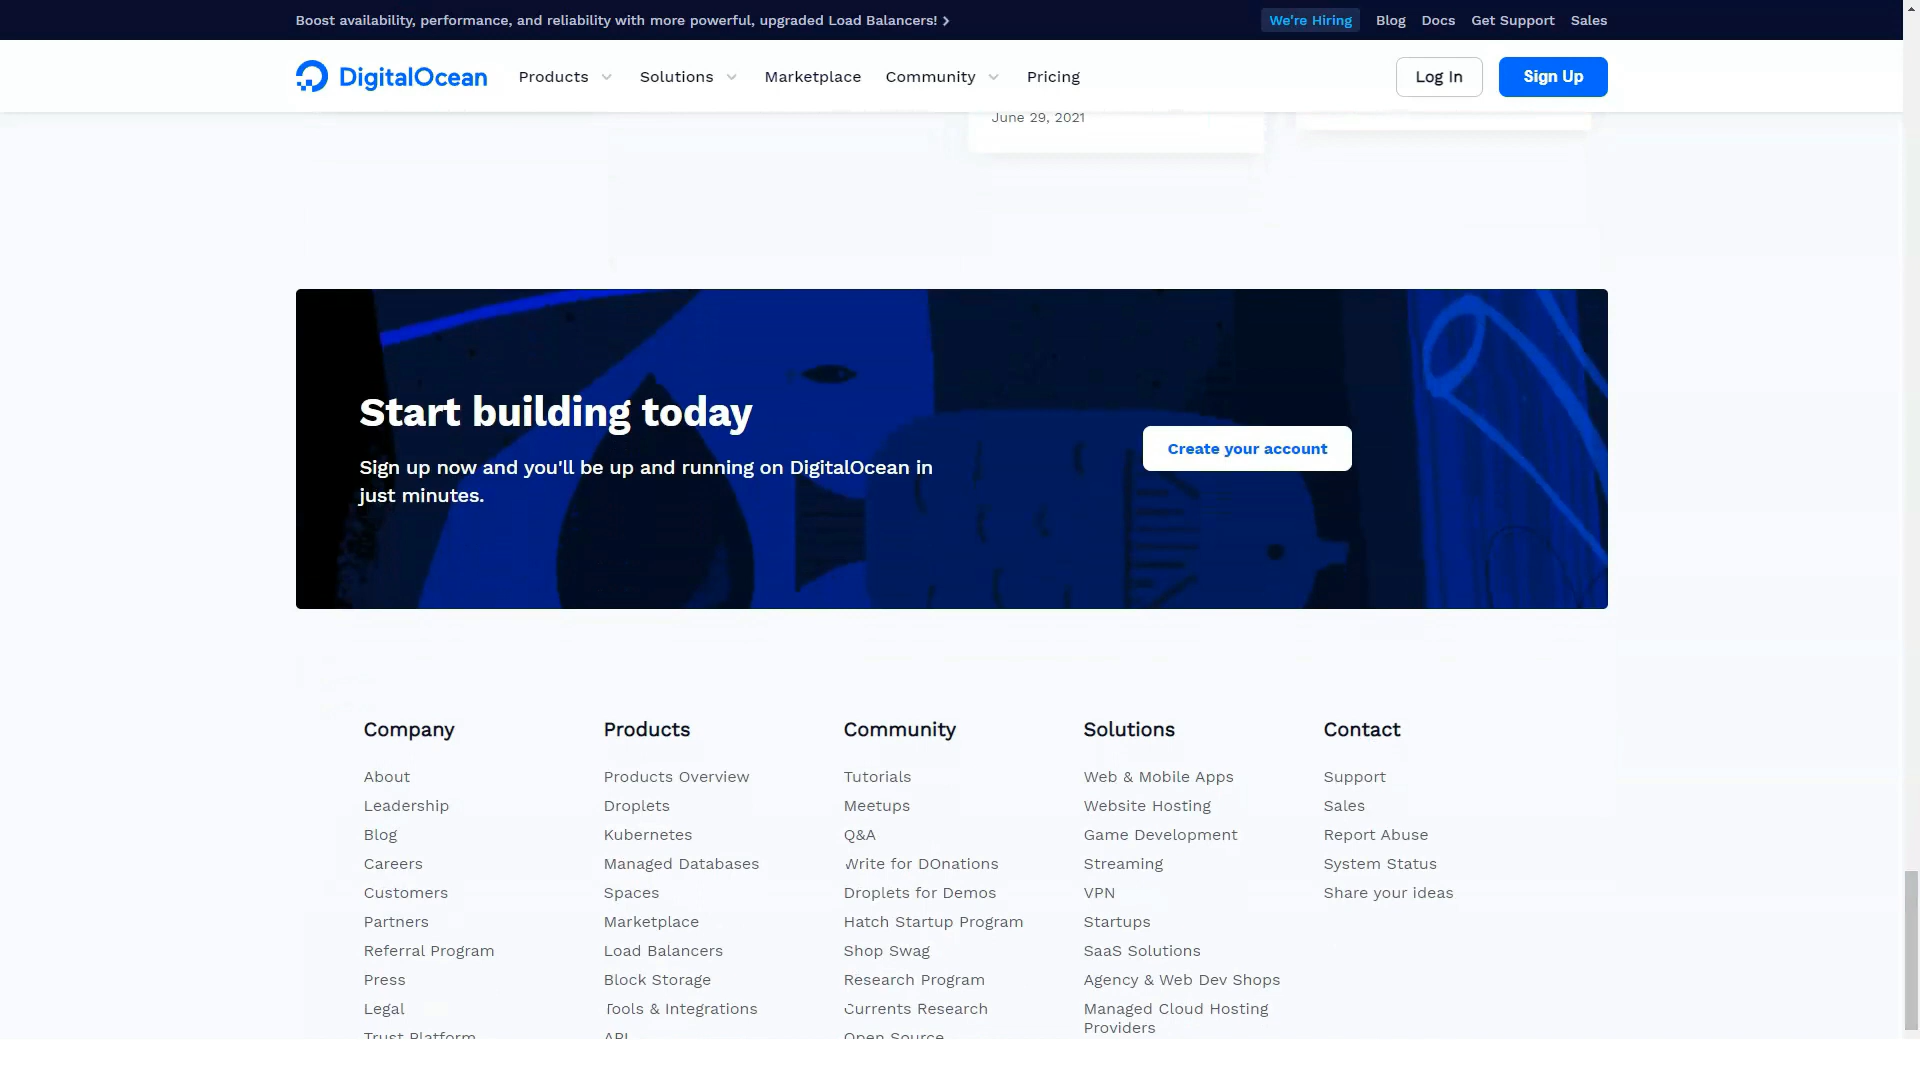 Boost availability, performance, and reliability with more powerful, upgraded Load Balancers!
We're Hiring Blog Docs Get Support Sales
DigitalOcean Products Solutions Marketplace Community Pricing Log In Sign Up
June 29, 2021
Start building today
Sign up now and you'll be up and running on DigitalOcean in
just minutes.
Create your account
Company
About
Leadership
Blog
Careers
Customers
Partners
Referral Program
Press
Legal
Trust Platform
Products
Products Overview
Droplets
Kubernetes
Managed Databases
Spaces
Marketplace
Load Balancers
Block Storage
Tools & Integrations
API
Community
Tutorials
Meetups
Q&A
Write for DOnations
Droplets for Demos
Hatch Startup Program
Shop Swag
Research Program
Currents Research
Open Source
Solutions
Web & Mobile Apps
Website Hosting
Game Development
Streaming
VPN
Startups
SaaS Solutions
Agency & Web Dev Shops
Managed Cloud Hosting
Providers
Contact
Support
Sales
Report Abuse
System Status
Share your ideas